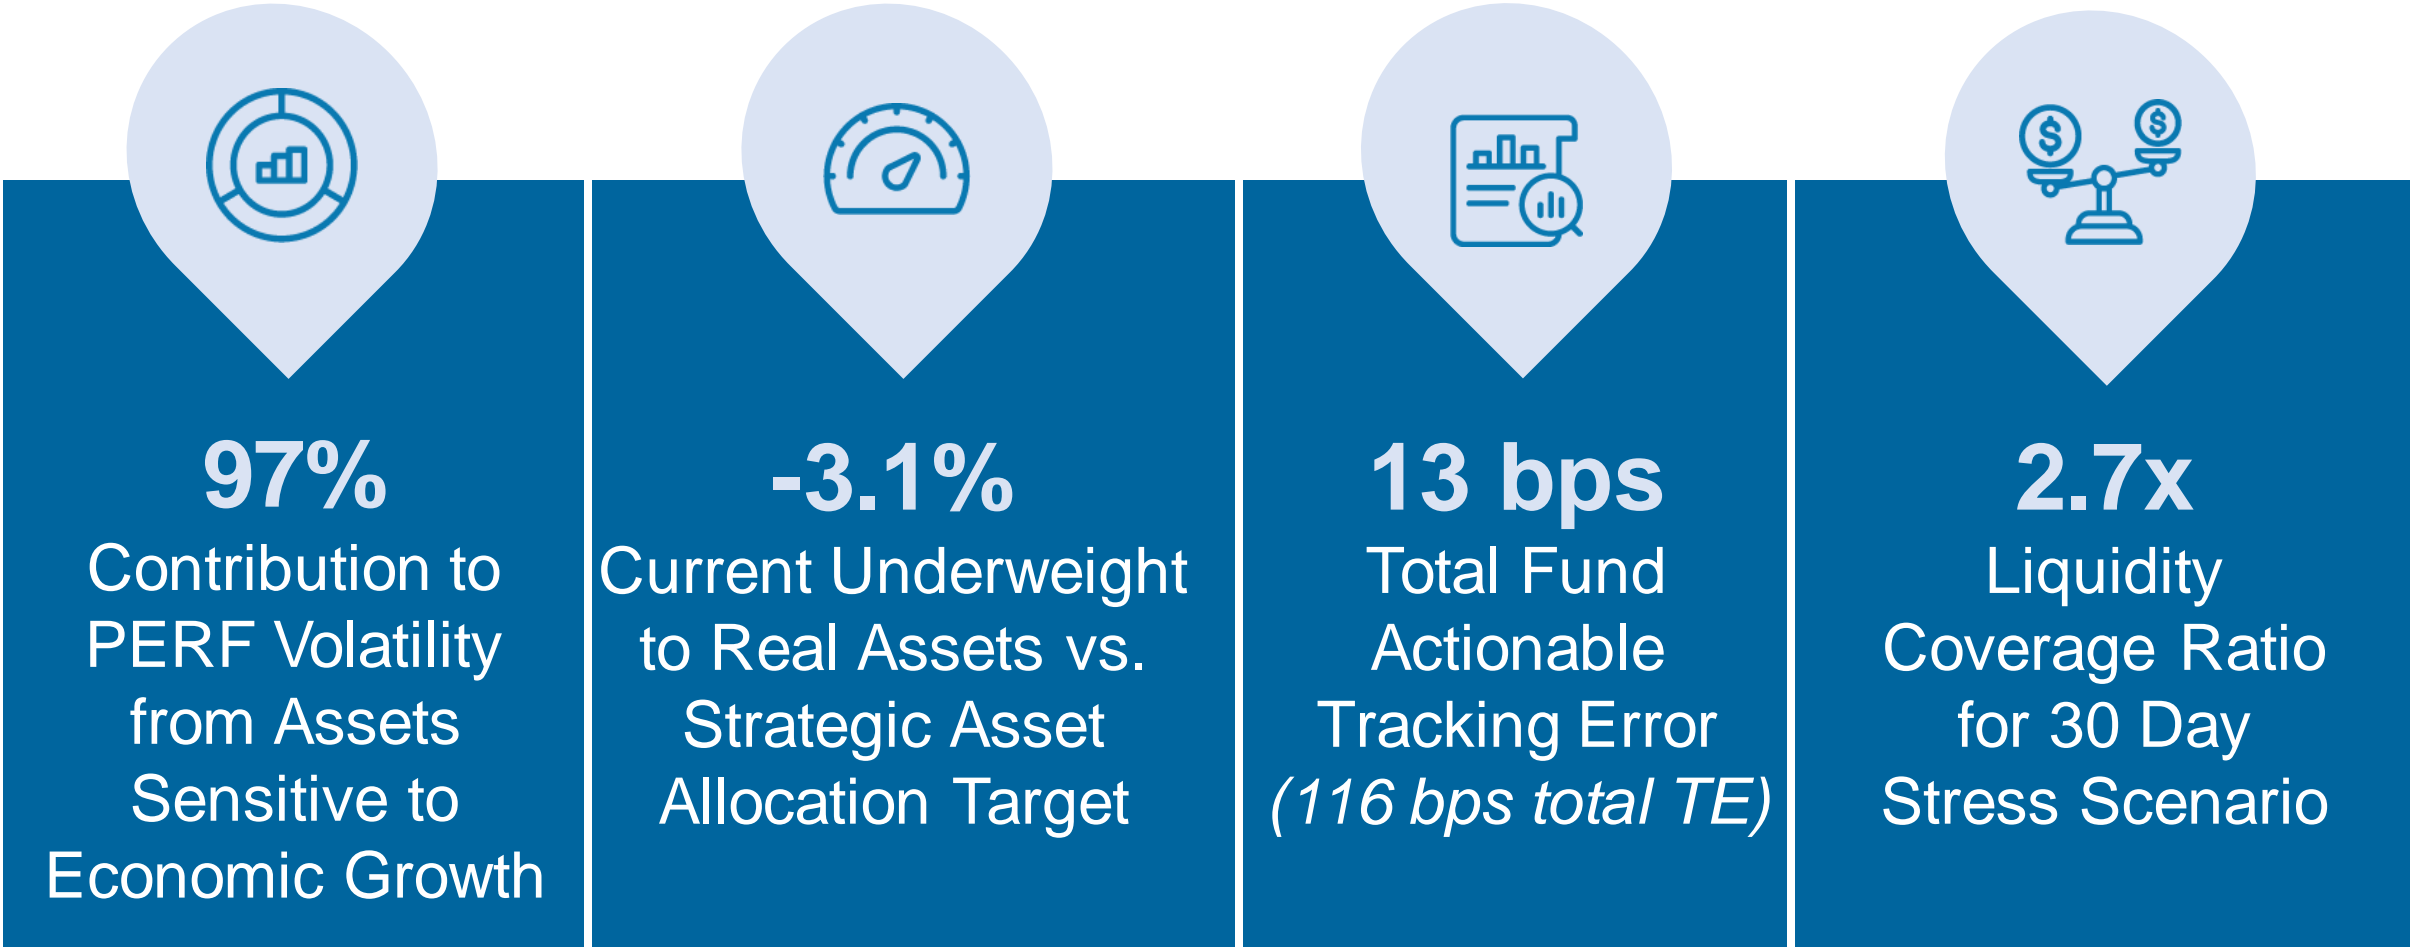 97%
Contribution to
PERF Volatility
from Assets
Sensitive to
Economic Growth
-3.1%
Current Underweight
to Real Assets vs.
Strategic Asset
Allocation Target
13 bps
Total Fund
Actionable
Tracking Error
(116 bps total TE)
2.7x
Liquidity
Coverage Ratio
for 30 Day
Stress Scenario